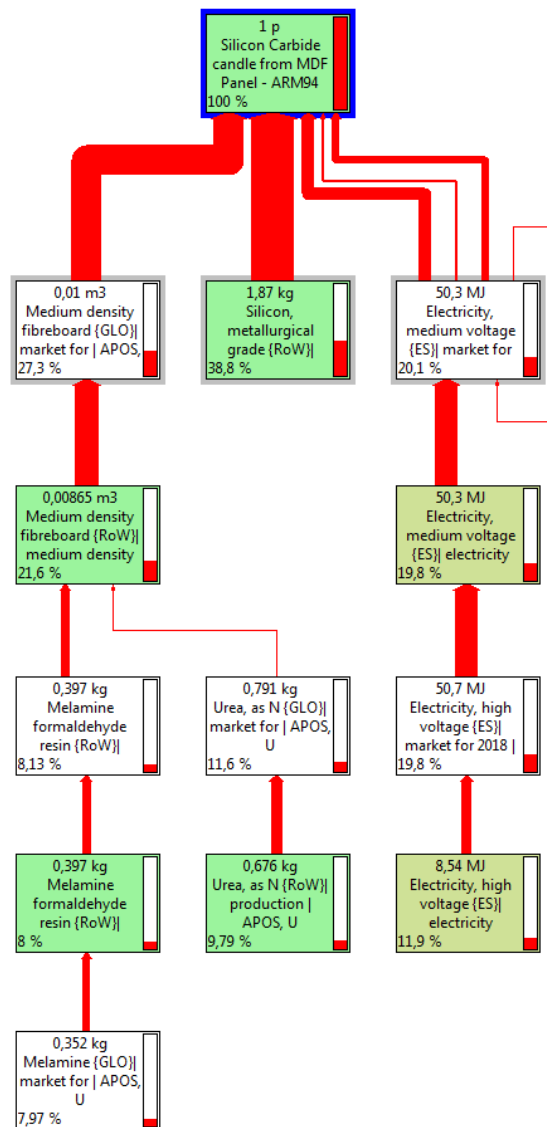 1 p
Silicon Carbide
candle from MDF
Panel - ARM94
100 %
0,01 m3
Medium density
fibreboard {GLO}|
market for | APOS,
27,3 %
1,87 kg
Silicon,
metallurgical
grade {RoW}|
38,8 %
50,3 MJ
Electricity,
medium voltage
{ES}| market for
20,1 %
0,00865 m3
Medium density
fibreboard {RoW}|
medium density
21,6 %
50,3 MJ
Electricity,
medium voltage
{ES}| electricity
19,8 %
0,397 kg
Melamine
formaldehyde
resin {RoW}|
8,13 %
0,791 kg
Urea, as N {GLO}|
market for | APOS,
U
11,6 %
50,7 MJ
Electricity, high
voltage {ES}|
market for 2018 |
19,8 %
0,397 kg
Melamine
formaldehyde
resin {RoW}|
8 %
0,676 kg
Urea, as N {RoW}|
production |
APOS, U
9,79 %
8,54 MJ
Electricity, high
voltage {ES}|
electricity
11,9 %
0,352 kg
Melamine {GLO}|
market for | APOS,
U
7,97 %